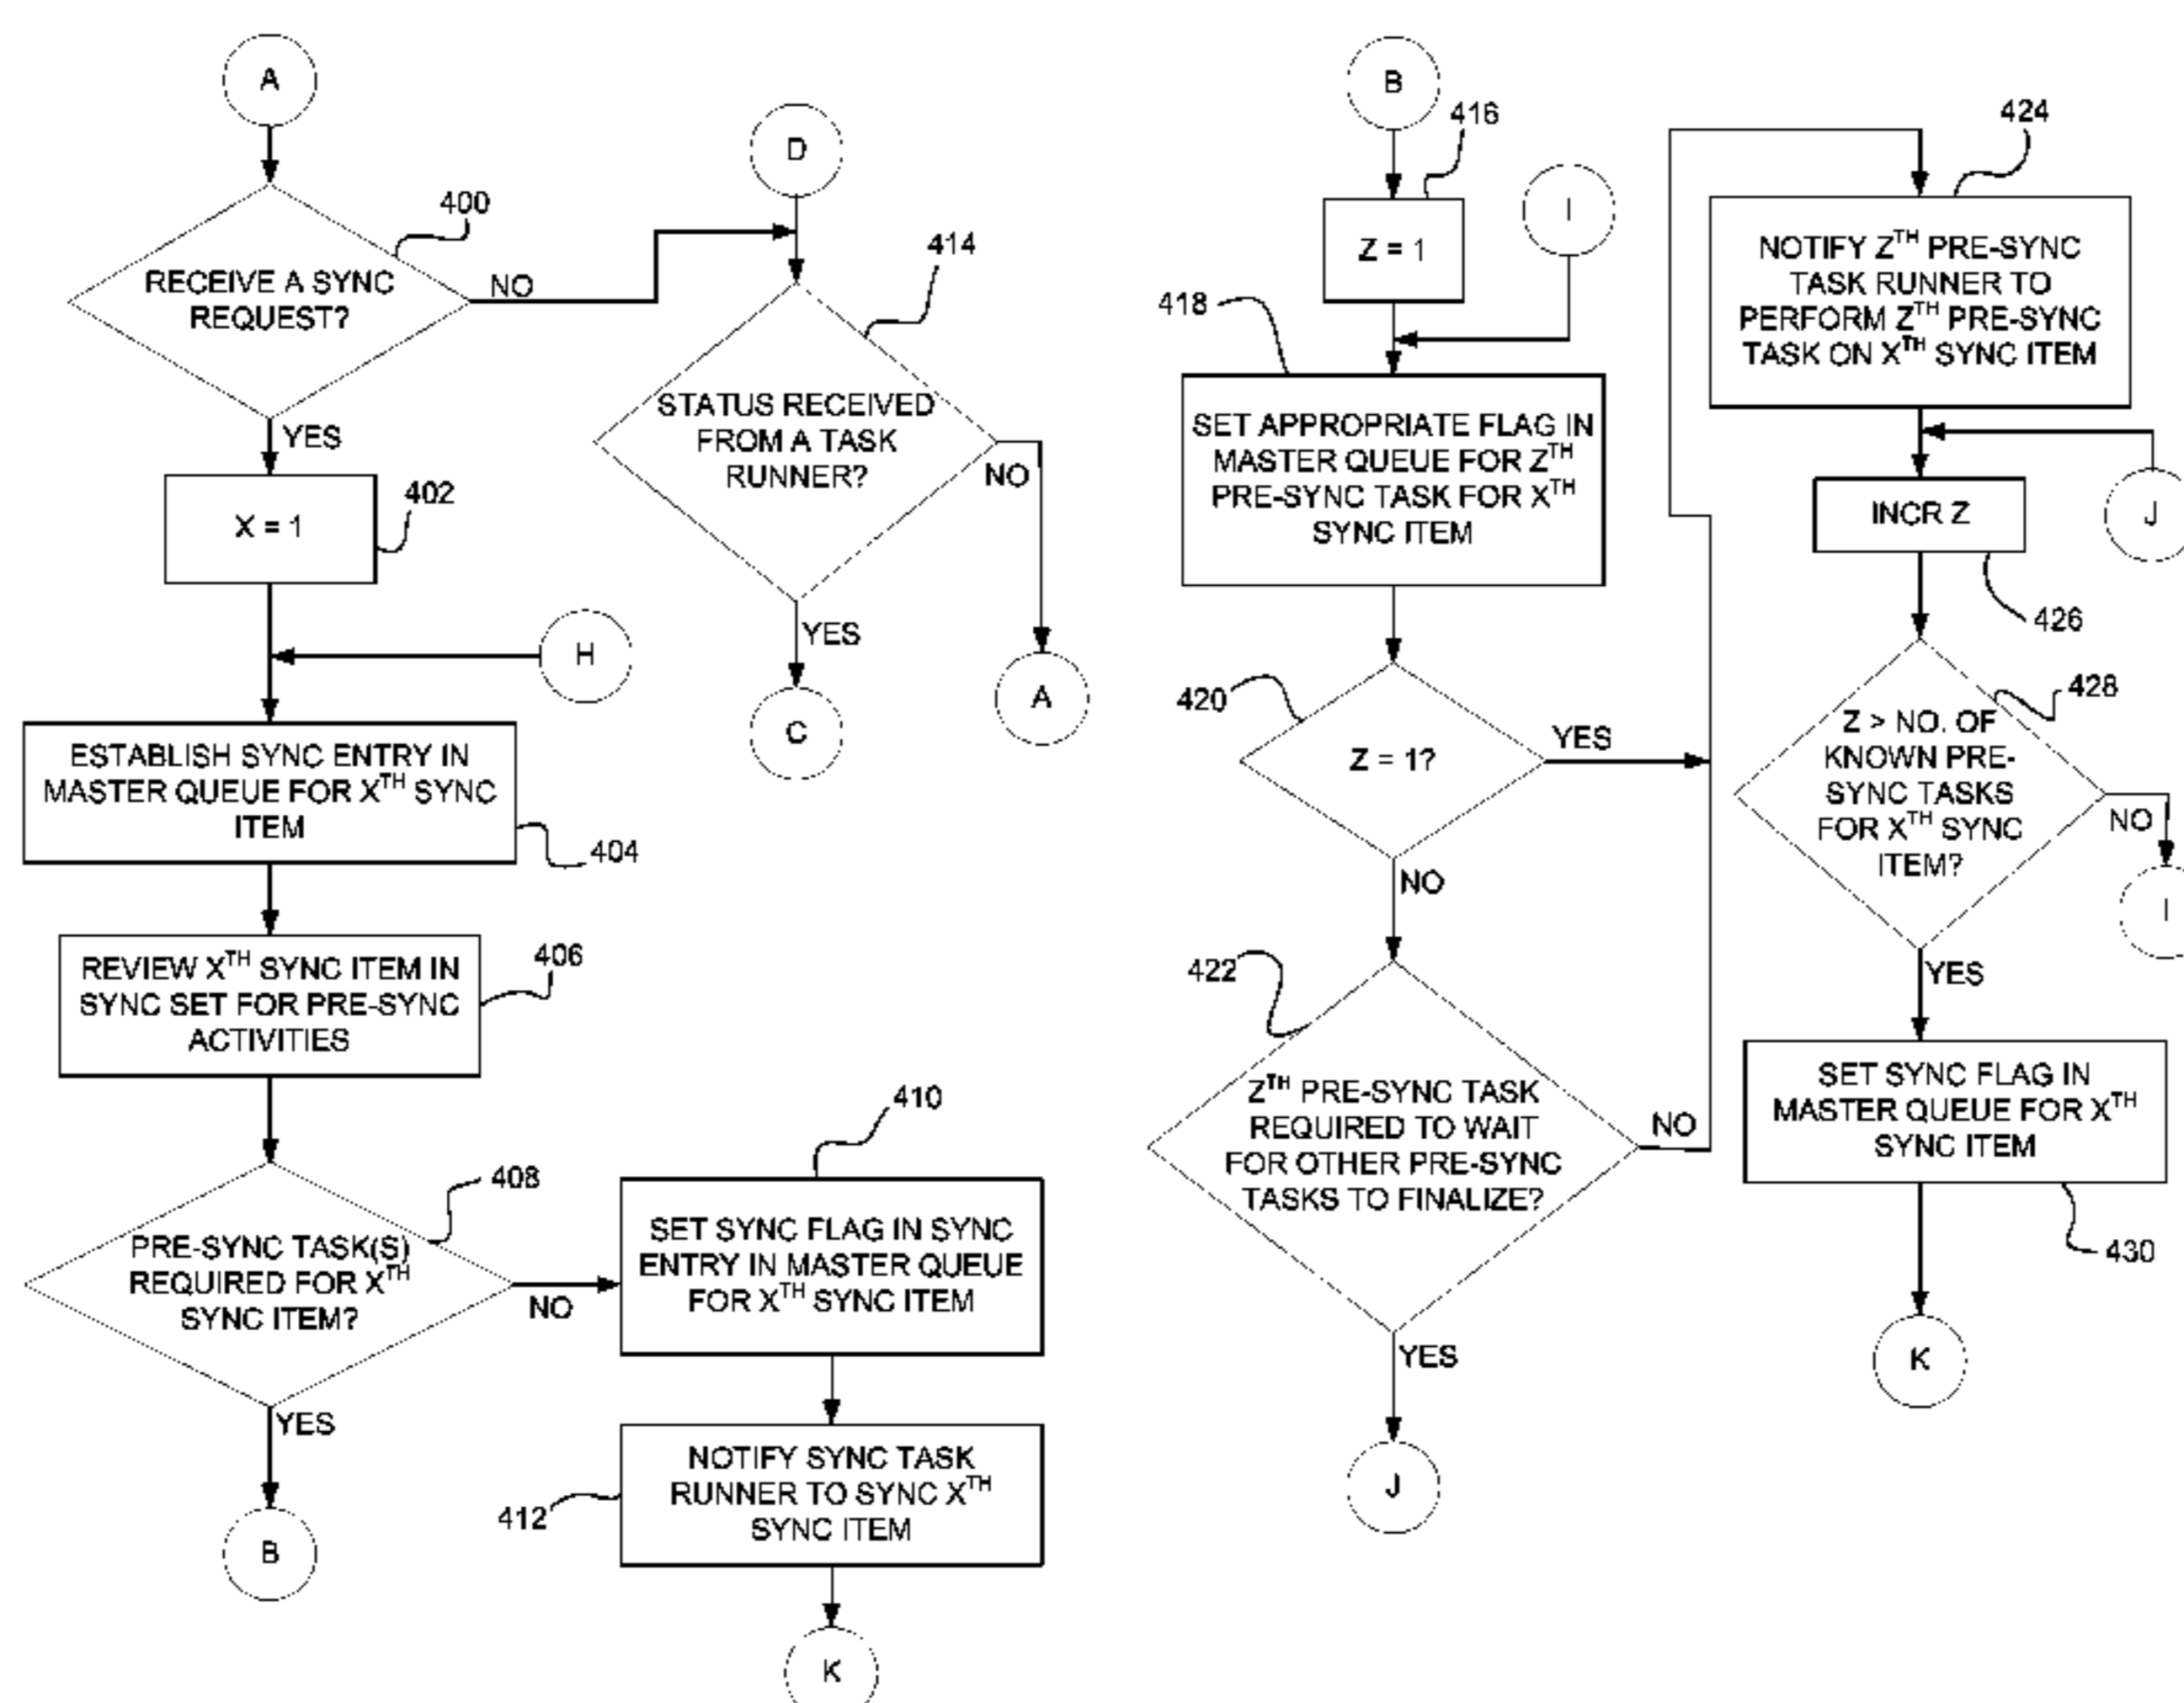 A
400
RECEIVE A SYNC
REQUEST?
NO
YES
402
X = 1
H
ESTABLISH SYNC ENTRY IN
MASTER QUEUE FOR XTH SYNC
ITEM
404
REVIEW XTH SYNC ITEM IN
SYNC SET FOR PRE-SYNC
ACTIVITIES
406
408
PRE-SYNC TASK(S)
REQUIRED FOR XTH
SYNC ITEM?
NO
YES
B
410
SET SYNC FLAG IN SYNC
ENTRY IN MASTER QUEUE
FOR XTH SYNC ITEM
NOTIFY SYNC TASK
RUNNER TO SYNC XTH
SYNC ITEM
412
K
D
414
STATUS RECEIVED
FROM A TASK
RUNNER?
NO
YES
C
A
B
416
Z = 1
I
418
SET APPROPRIATE FLAG IN
MASTER QUEUE FOR ZTH
PRE-SYNC TASK FOR XTH
SYNC ITEM
420
Z = 1?
YES
NO
422
ZTH PRE-SYNC TASK
REQUIRED TO WAIT
FOR OTHER PRE-SYNC
TASKS TO FINALIZE?
NO
YES
J
424
NOTIFY ZTH PRE-SYNC
TASK RUNNER TO
PERFORM ZTH PRE-SYNC
TASK ON XTH SYNC ITEM
INCR Z
J
426
428
Z > NO. OF
KNOWN PRE-
SYNC TASKS
FOR XTH SYNC
ITEM?
NO
I
YES
SET SYNC FLAG IN
MASTER QUEUE FOR XTH
SYNC ITEM
430
K